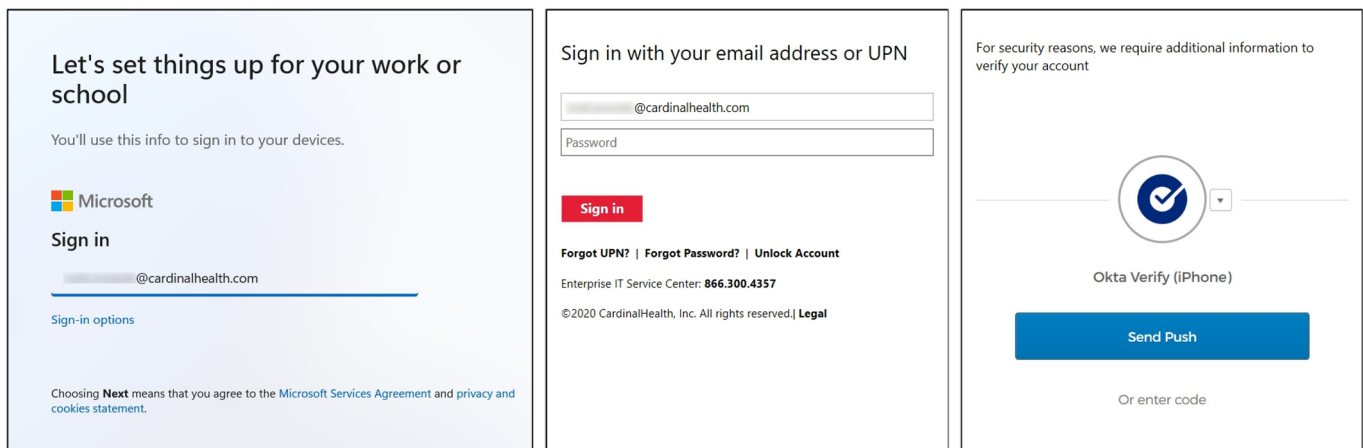 Let's set things up for your work or
school
You'll use this info to sign in to your devices.
Microsoft
Sign in
@cardinalhealth.com
Sign-in options
Choosing Next means that you agree to the Microsoft Services Agreement and privacy and
cookies statement.
Sign in with your email address or UPN
@cardinalhealth.com
Password
Sign in
Forgot UPN? | Forgot Password? | Unlock Account
Enterprise IT Service Center: 866.300.4357
©2020 CardinalHealth, Inc. All rights reserved.| Legal
For security reasons, we require additional information to
verify your account
Okta Verify (iPhone)
Send Push
Or enter code